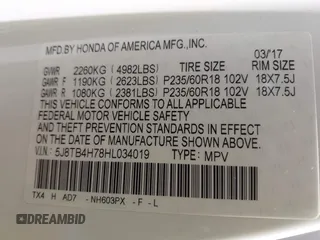 MFD.BY HONDA OF AMERICA MFG.,INC. 03/'17
GVWR 2260KG (4982LBS) TIRE SIZE RIM SIZE
GAWR F 1190KG (2623LBS) P235/60R18 102V 18X7.5J
GAWR R 1080KG (2381LBS) P235/60R18 102V 18X7.5J
THIS VEHICLE CONFORMS TO ALL APPLICABLE
FEDERAL MOTOR VEHICLE SAFETY STANDARDS IN EFFECT
ON THE DATE OF MANUFACTURE SHOWN ABOVE.
V.I.N.: 5J8TB4H78HL034019 TYPE: MPV
TX4 H AD7 - NH603PX - F - L
DREAMBID